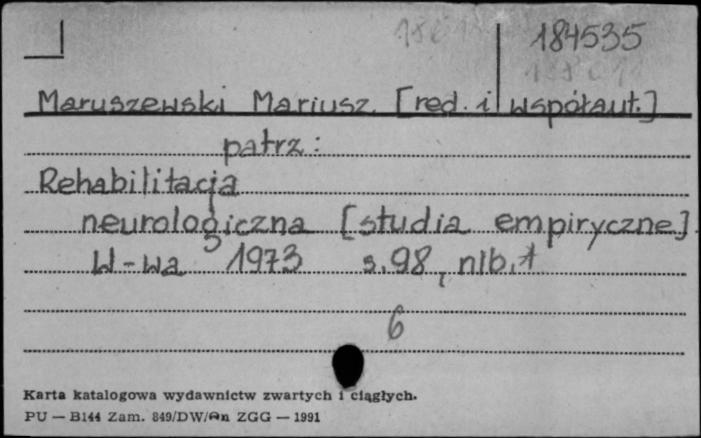 184535
Maruszewski Mariusz [red. i współaut.]
patrz:
Rehabilitacja
neurologiczna [studia empiryczne]
W-wa 1973 s. 98, nlb. 1
6
Karta katalogowa wydawnictw zwartych i ciągłych.
PU — B144 Zam. 849/DW/ ZGG — 1991